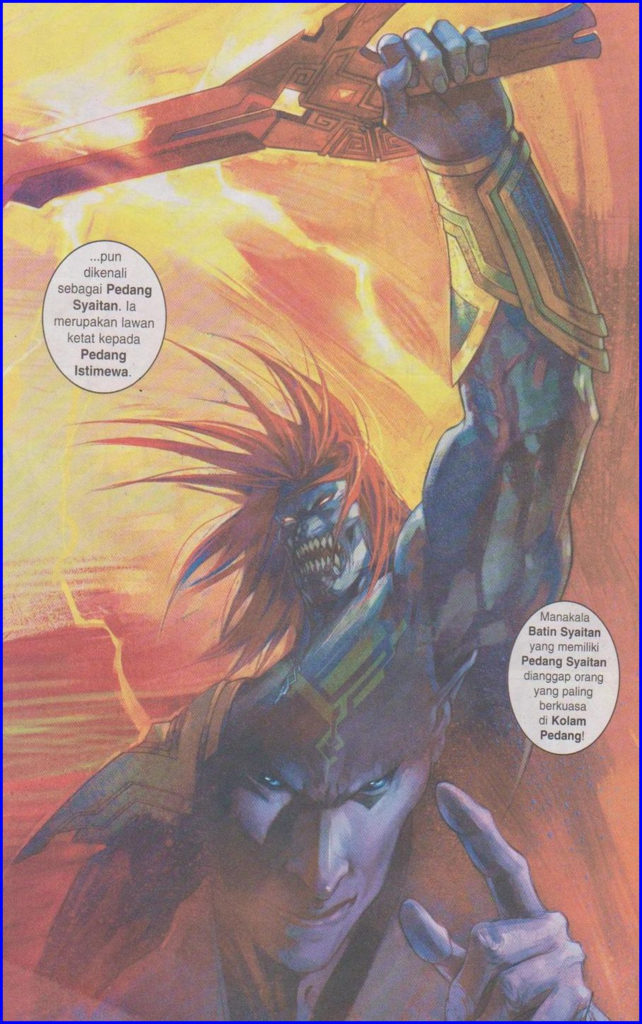 ...pun
dikenali
sebagai Pedang
Syaitan. Ia
merupakan lawan
ketat kepada
Pedang
Istimewa.
Manakala
Batin Syaitan
yang memiliki
Pedang Syaitan
dianggap orang
yang paling
berkuasa
di Kolam
Pedang!